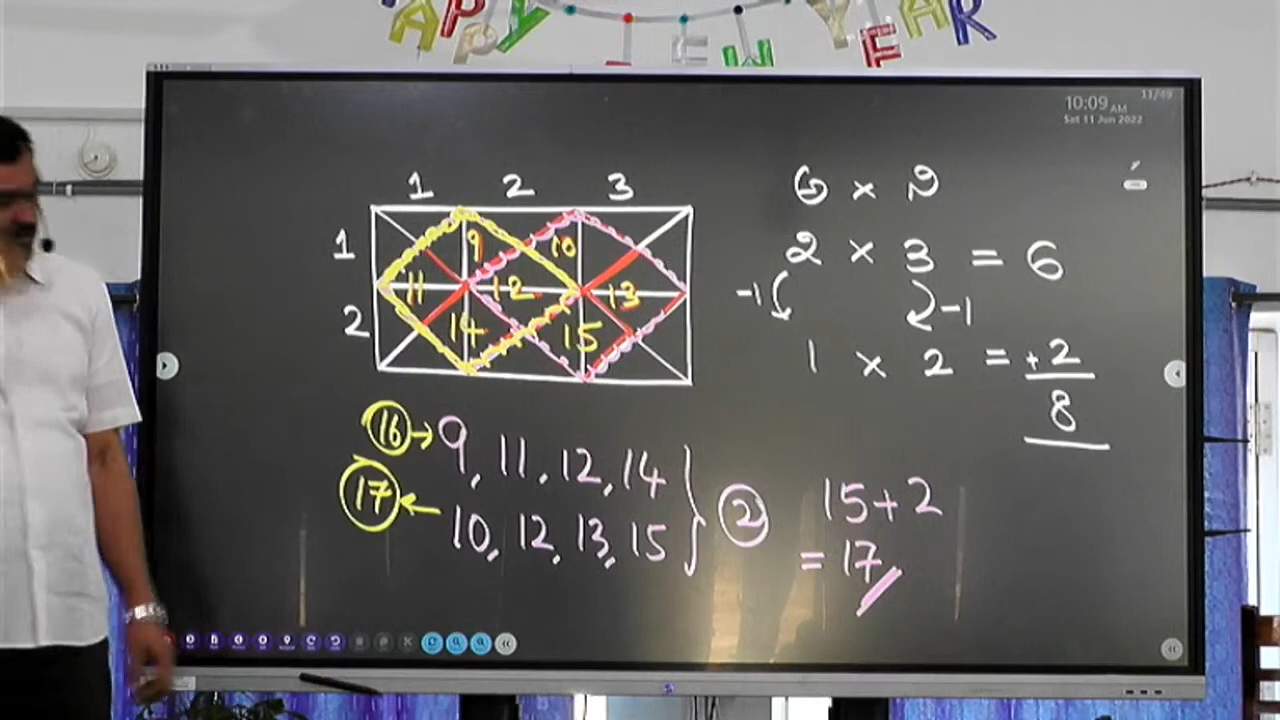 HAPPY NEW YEAR
11/49
10:09 AM
Sat 11 Jun 2022
1 2 3
1
2
9 10
11 12 13
14 15
2 × 3 = 6
-1 -1
1 × 2 = +2
8
16 → 9, 11, 12, 14
17 ← 10, 12, 13, 15
2
15+2
= 17